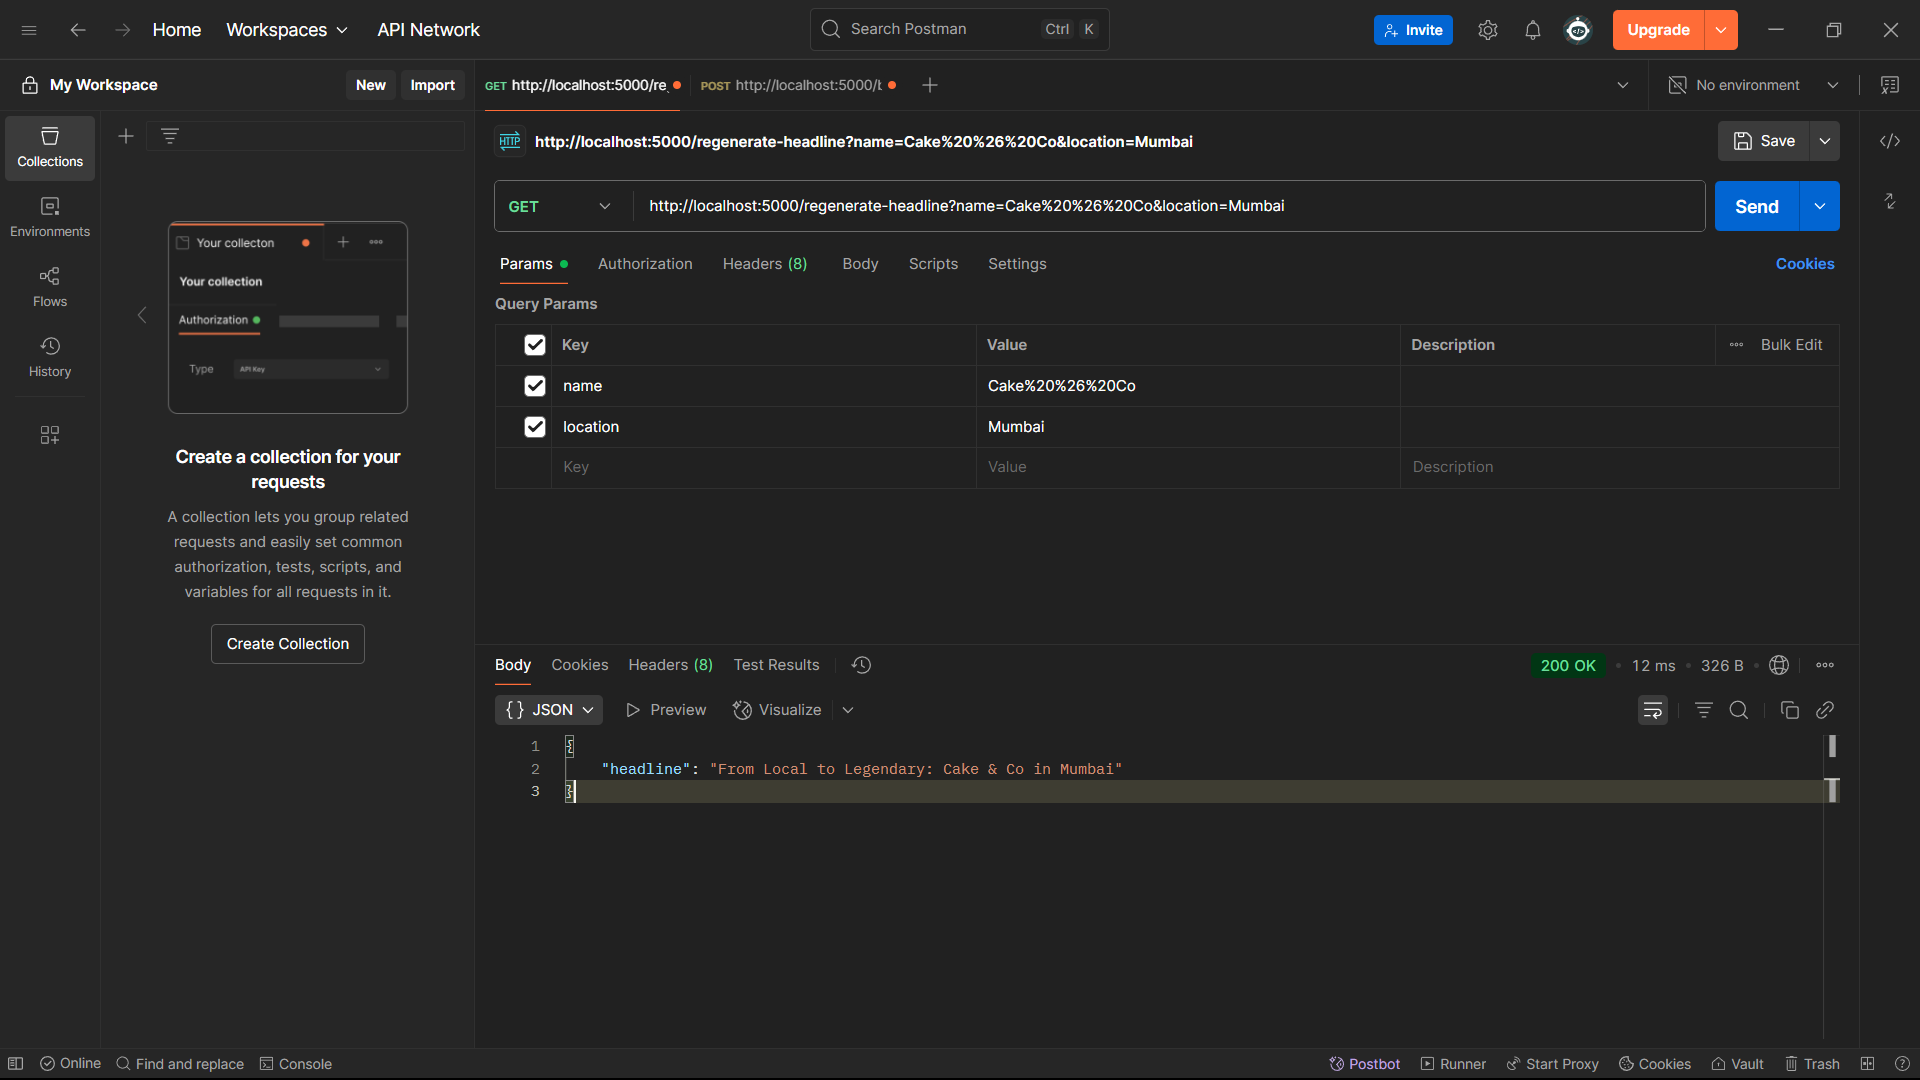 Home Workspaces API Network Search Postman Ctrl K Invite Upgrade
My Workspace New Import GET http://localhost:5000/re POST http://localhost:5000/ No environment
Collections
Environments
Flows
History
Your collecton
Your collection
Authorization
Type API Key
Create a collection for your
requests
A collection lets you group related
requests and easily set common
authorization, tests, scripts, and
variables for all requests in it.
Create Collection
HTTP http://localhost:5000/regenerate-headline?name=Cake%20%26%20Co&location=Mumbai Save
GET http://localhost:5000/regenerate-headline?name=Cake%20%26%20Co&location=Mumbai Send
Params Authorization Headers (8) Body Scripts Settings Cookies
Query Params
Key Value Description Bulk Edit
name Cake%20%26%20Co
location Mumbai
Key Value Description
Body Cookies Headers (8) Test Results 200 OK 12 ms 326 B
{} JSON Preview Visualize
1 {
2 "headline": "From Local to Legendary: Cake & Co in Mumbai"
3 }
Online Find and replace Console Postbot Runner Start Proxy Cookies Vault Trash